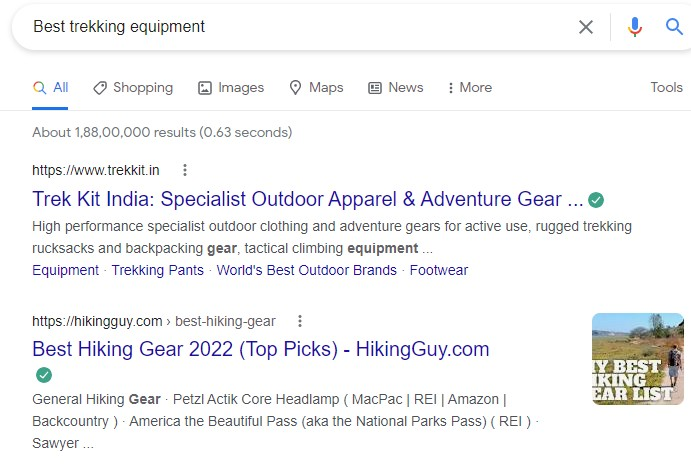 Best trekking equipment
All Shopping Images Maps News More Tools
About 1,88,00,000 results (0.63 seconds)
https://www.trekkit.in
Trek Kit India: Specialist Outdoor Apparel & Adventure Gear ...
High performance specialist outdoor clothing and adventure gears for active use, rugged trekking
rucksacks and backpacking gear, tactical climbing equipment ...
Equipment · Trekking Pants · World's Best Outdoor Brands · Footwear
https://hikingguy.com › best-hiking-gear
Best Hiking Gear 2022 (Top Picks) - HikingGuy.com
General Hiking Gear · Petzl Actik Core Headlamp ( MacPac | REI | Amazon |
Backcountry ) · America the Beautiful Pass (aka the National Parks Pass) ( REI ) ·
Sawyer ...
MY BEST
HIKING
GEAR LIST